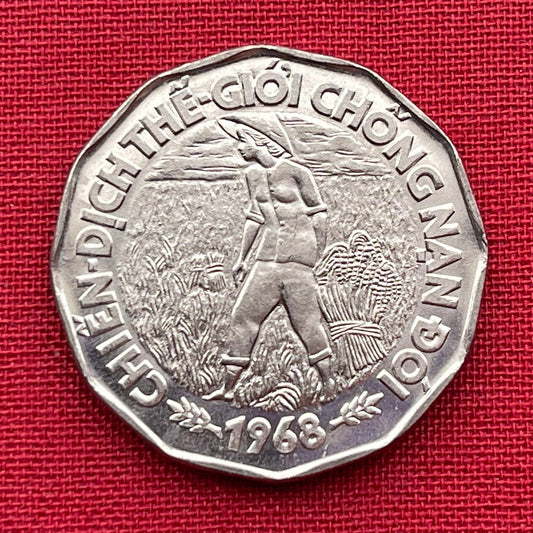 CHIẾN-DỊCH THẾ-GIỚI CHỐNG NẠN ĐÓI
1968